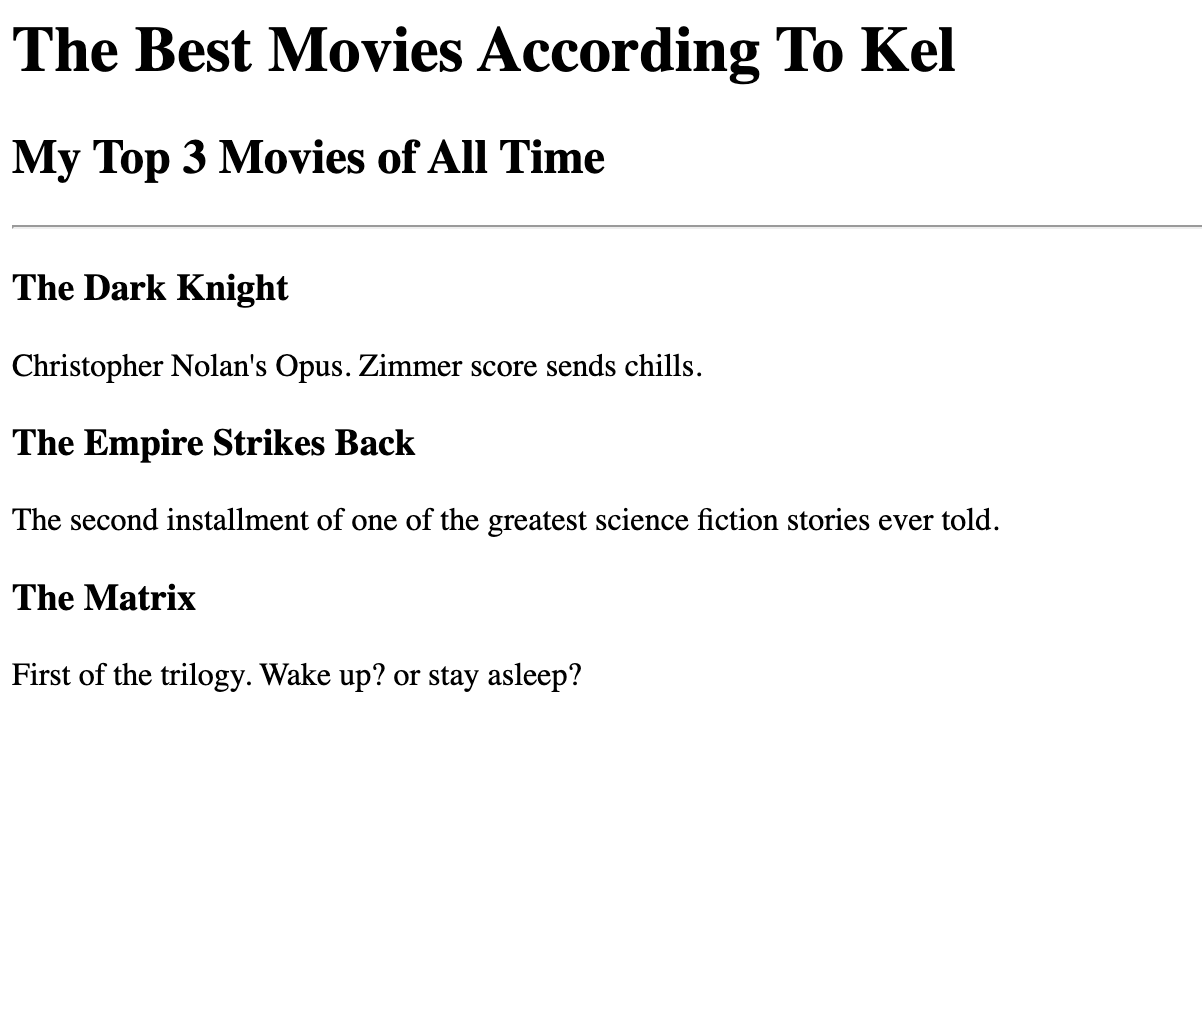 The Best Movies According To Kel
My Top 3 Movies of All Time
The Dark Knight
Christopher Nolan's Opus. Zimmer score sends chills.
The Empire Strikes Back
The second installment of one of the greatest science fiction stories ever told.
The Matrix
First of the trilogy. Wake up? or stay asleep?